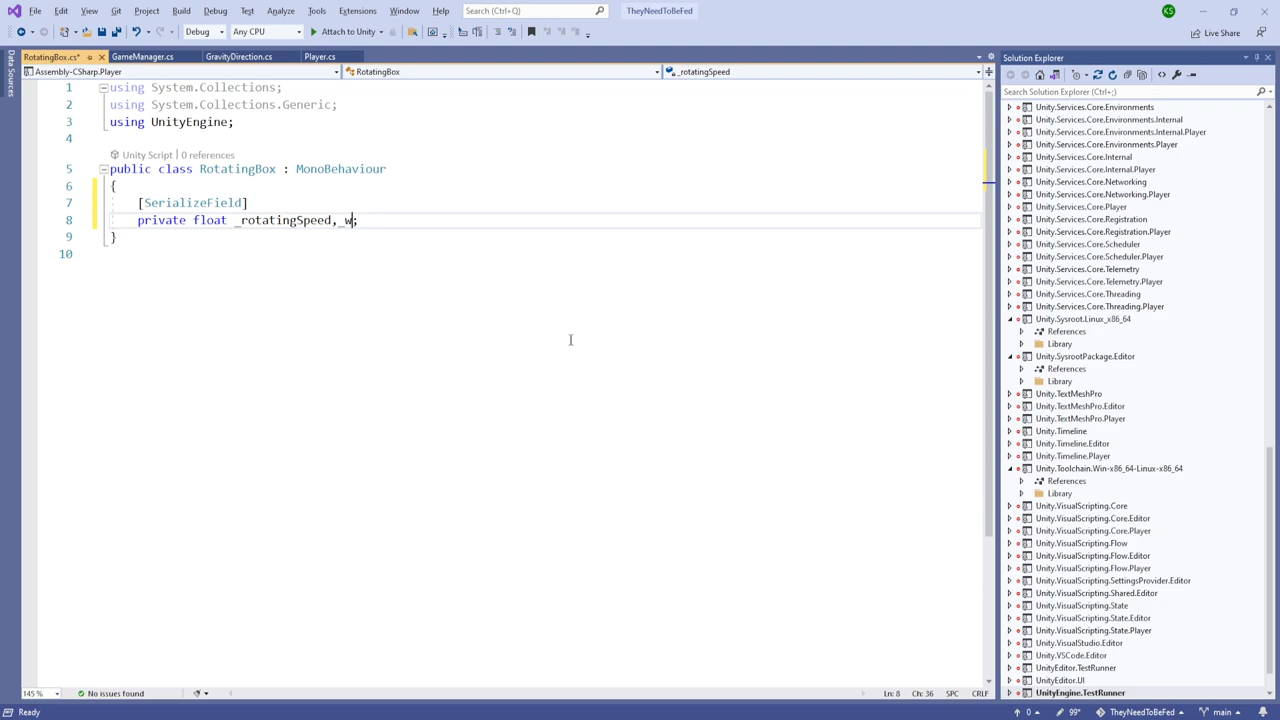 File Edit View Git Project Build Debug Test Analyze Tools Extensions Window Help Search (Ctrl+Q) TheyNeedToBeFed KS
Debug Any CPU Attach to Unity Live Share
Data Sources
RotatingBox.cs* GameManager.cs GravityDirection.cs Player.cs
Assembly-CSharp.Player RotatingBox _rotatingSpeed
1 using System.Collections;
2 using System.Collections.Generic;
3 using UnityEngine;
4
Unity Script | 0 references
5 public class RotatingBox : MonoBehaviour
6 {
7 [SerializeField]
8 private float _rotatingSpeed,_w;
9 }
10
145 % No issues found Ln: 8 Ch: 36 SPC CRLF
Solution Explorer
Search Solution Explorer (Ctrl+;)
Unity.Services.Core.Environments
Unity.Services.Core.Environments.Internal
Unity.Services.Core.Environments.Internal.Player
Unity.Services.Core.Environments.Player
Unity.Services.Core.Internal
Unity.Services.Core.Internal.Player
Unity.Services.Core.Networking
Unity.Services.Core.Networking.Player
Unity.Services.Core.Player
Unity.Services.Core.Registration
Unity.Services.Core.Registration.Player
Unity.Services.Core.Scheduler
Unity.Services.Core.Scheduler.Player
Unity.Services.Core.Telemetry
Unity.Services.Core.Telemetry.Player
Unity.Services.Core.Threading
Unity.Services.Core.Threading.Player
Unity.Sysroot.Linux_x86_64
References
Library
Unity.SysrootPackage.Editor
References
Library
Unity.TextMeshPro
Unity.TextMeshPro.Editor
Unity.TextMeshPro.Player
Unity.Timeline
Unity.Timeline.Editor
Unity.Timeline.Player
Unity.Toolchain.Win-x86_64-Linux-x86_64
References
Library
Unity.VisualScripting.Core
Unity.VisualScripting.Core.Editor
Unity.VisualScripting.Core.Player
Unity.VisualScripting.Flow
Unity.VisualScripting.Flow.Editor
Unity.VisualScripting.Flow.Player
Unity.VisualScripting.SettingsProvider.Editor
Unity.VisualScripting.Shared.Editor
Unity.VisualScripting.State
Unity.VisualScripting.State.Editor
Unity.VisualScripting.State.Player
Unity.VisualStudio.Editor
Unity.VSCode.Editor
UnityEditor.TestRunner
UnityEditor.UI
UnityEngine.TestRunner
Ready 0 99+ TheyNeedToBeFed main